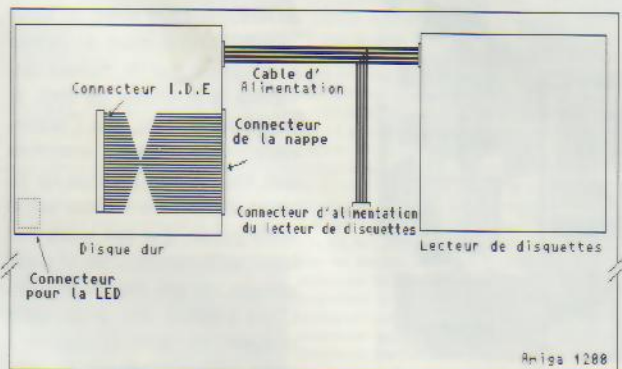 Connecteur I.D.E
Cable d'
Alimentation
Connecteur
de la nappe
Connecteur d'alimentation
du lecteur de disquettes
Disque dur
Lecteur de disquettes
Connecteur
pour la LED
Amiga 1200